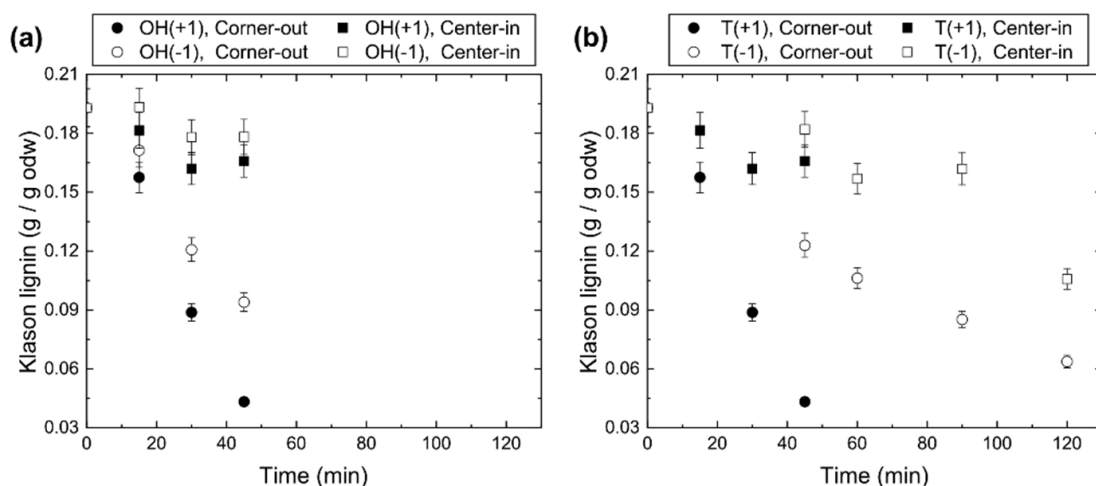 (a)
OH(+1), Corner-out OH(+1), Center-in
OH(-1), Corner-out OH(-1), Center-in
Klason lignin (g / g odw)
0.21
0.18
0.15
0.12
0.09
0.06
0.03
0 20 40 60 80 100 120
Time (min)
(b)
T(+1), Corner-out T(+1), Center-in
T(-1), Corner-out T(-1), Center-in
Klason lignin (g / g odw)
0.21
0.18
0.15
0.12
0.09
0.06
0.03
0 20 40 60 80 100 120
Time (min)